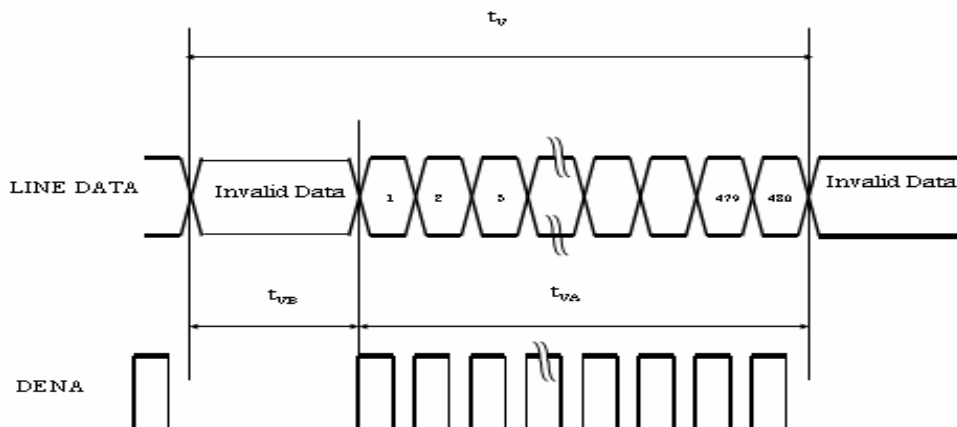 tV
LINE DATA
Invalid Data
1
2
3
479
480
Invalid Data
tVB
tVA
DENA